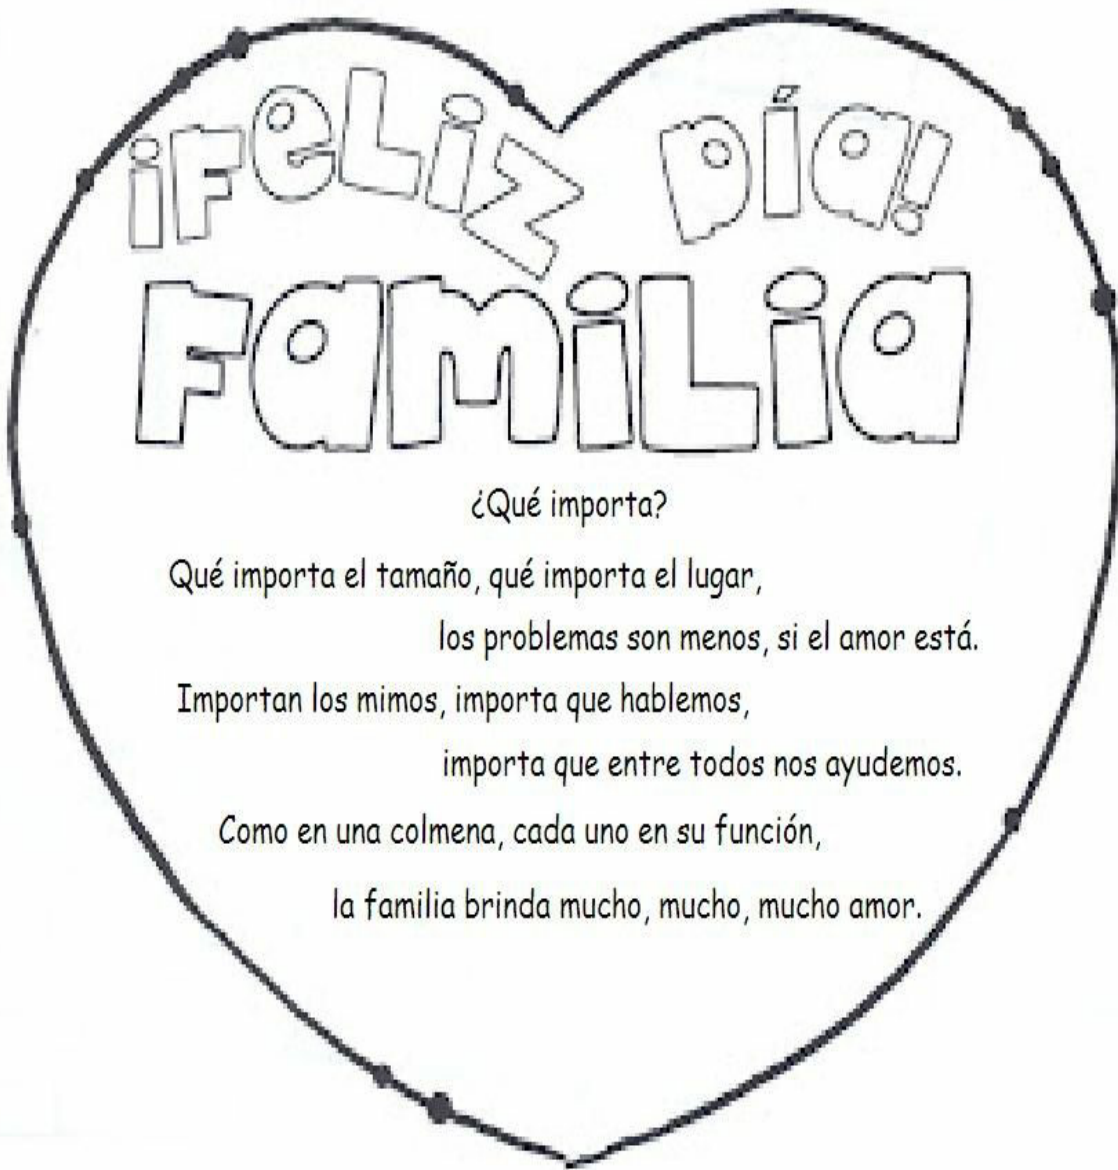 ¡FELIZ DÍA!
FAMILIA
¿Qué importa?
Qué importa el tamaño, qué importa el lugar,
los problemas son menos, si el amor está.
Importan los mimos, importa que hablemos,
importa que entre todos nos ayudemos.
Como en una colmena, cada uno en su función,
la familia brinda mucho, mucho, mucho amor.